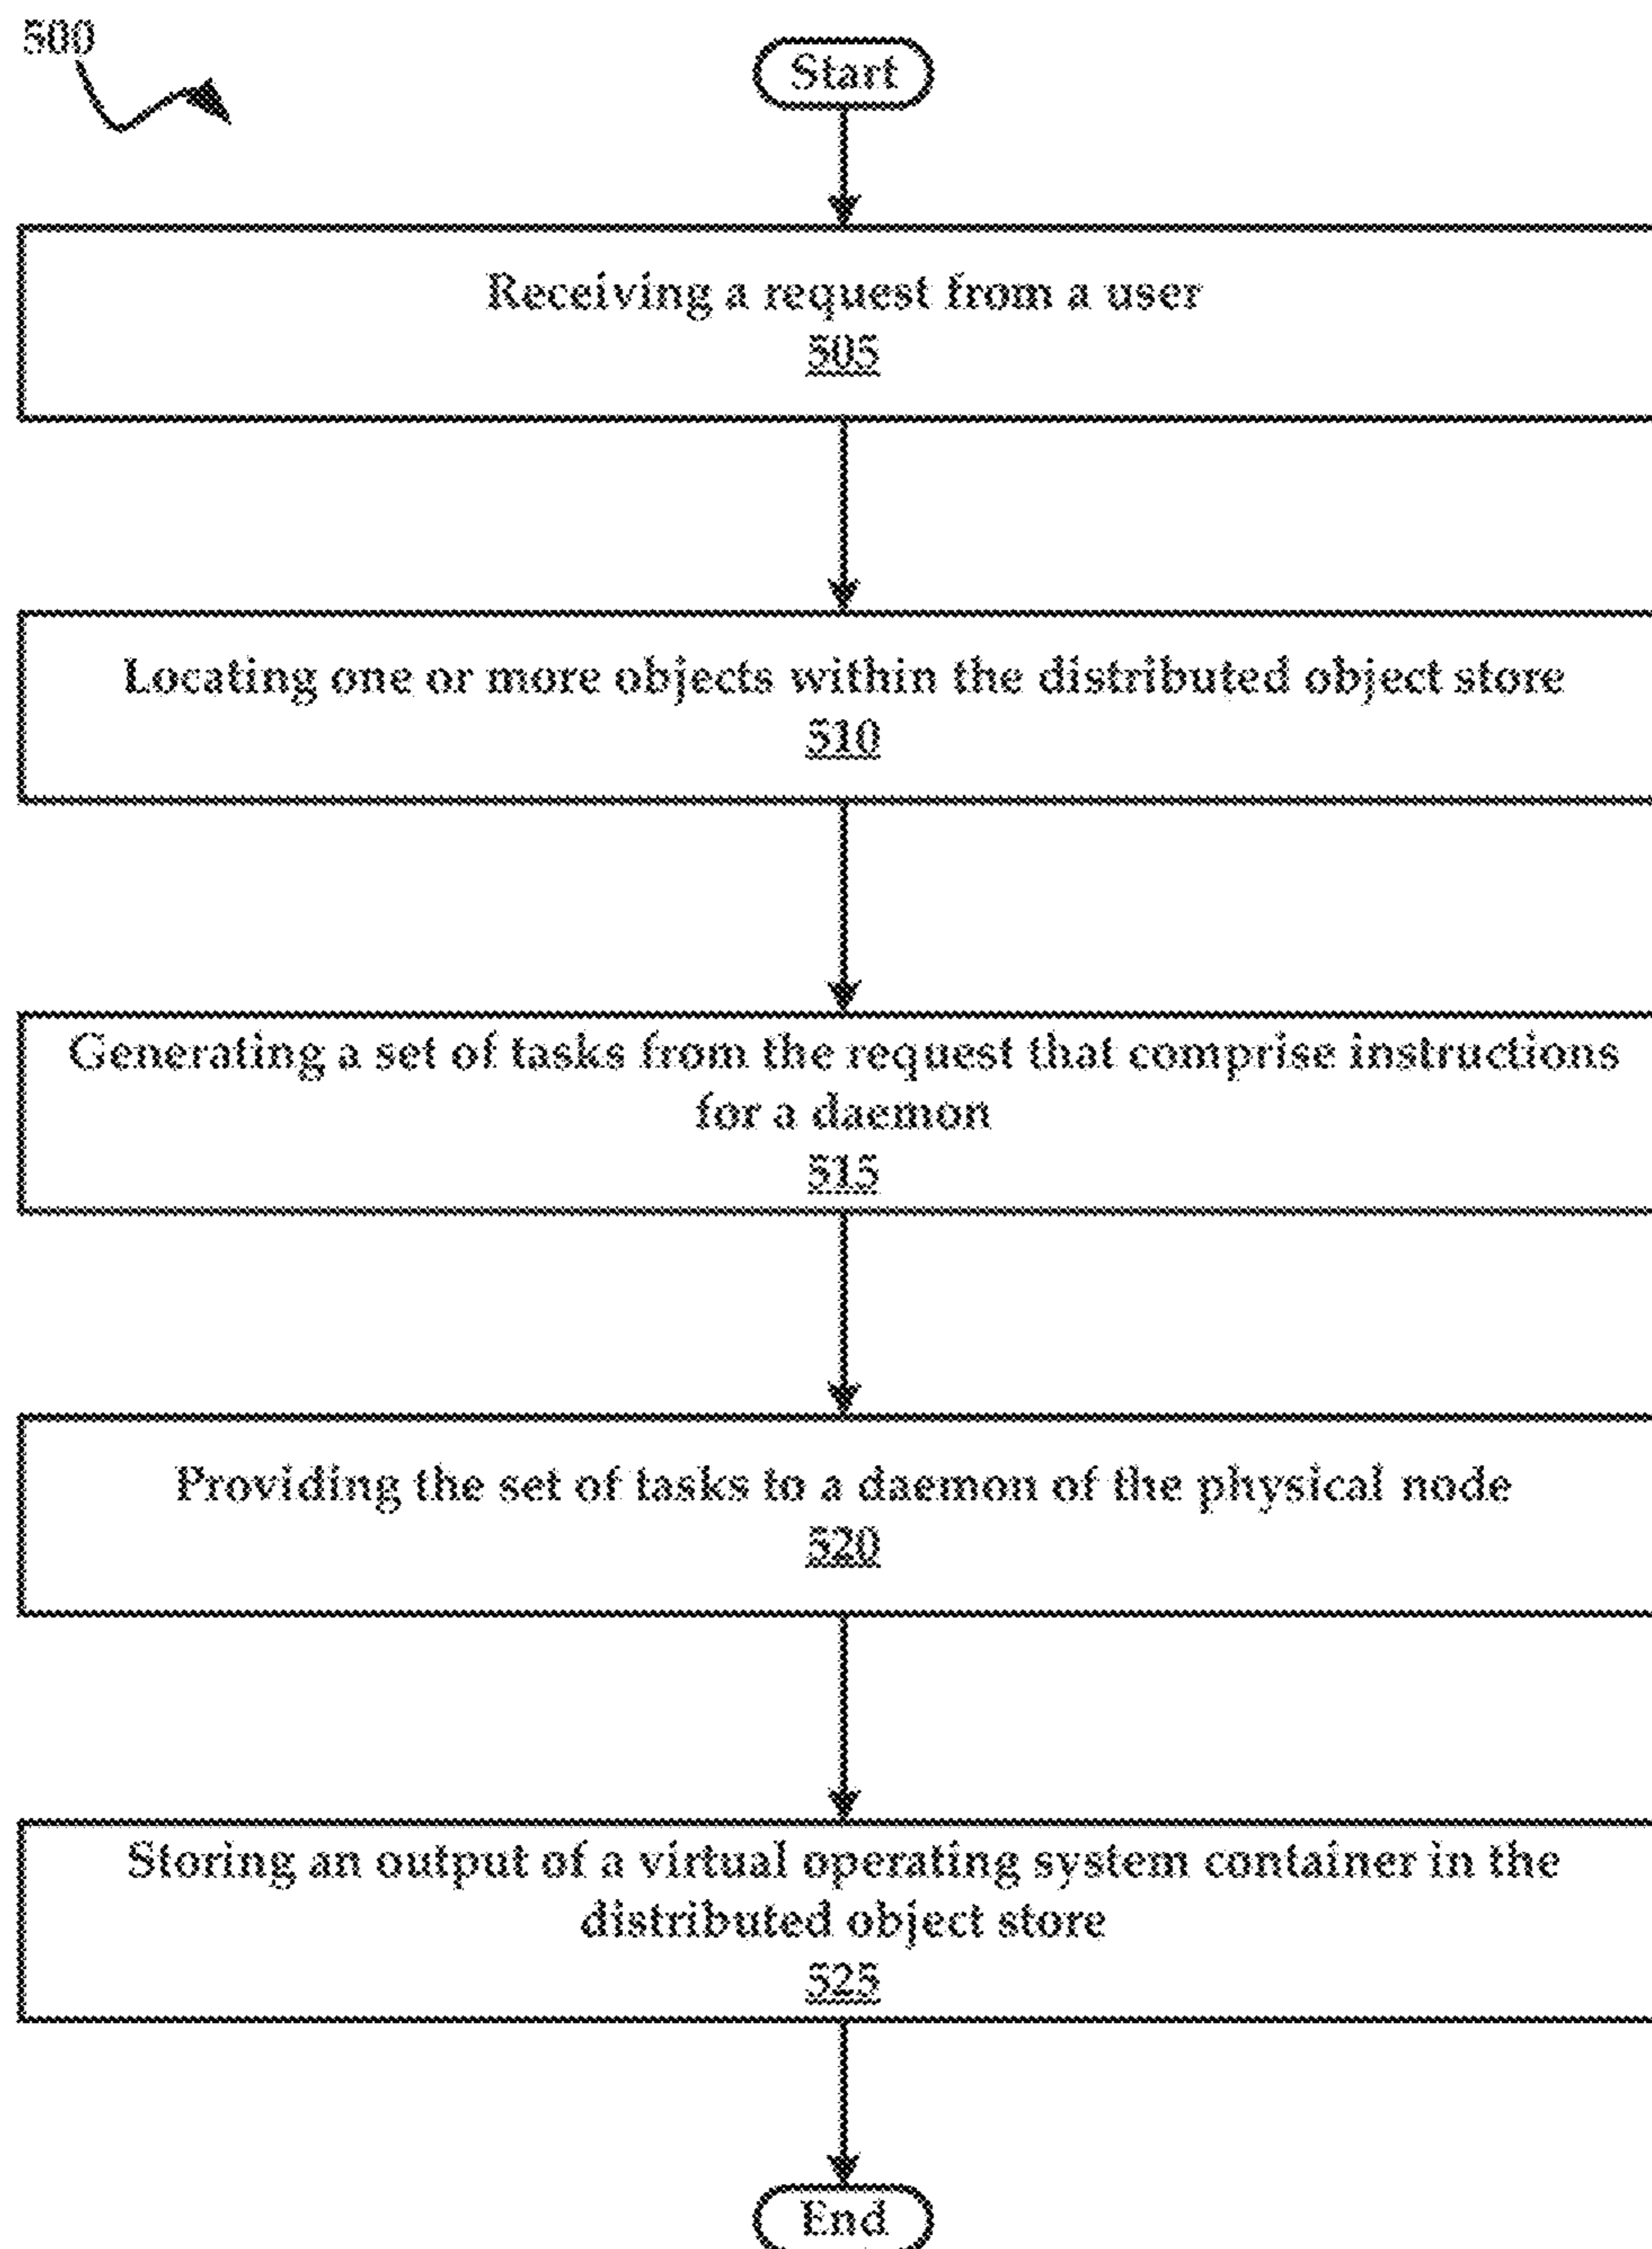 500
Start
Receiving a request from a user
505
Locating one or more objects within the distributed object store
510
Generating a set of tasks from the request that comprise instructions
for a daemon
515
Providing the set of tasks to a daemon of the physical node
520
Storing an output of a virtual operating system container in the
distributed object store
525
End